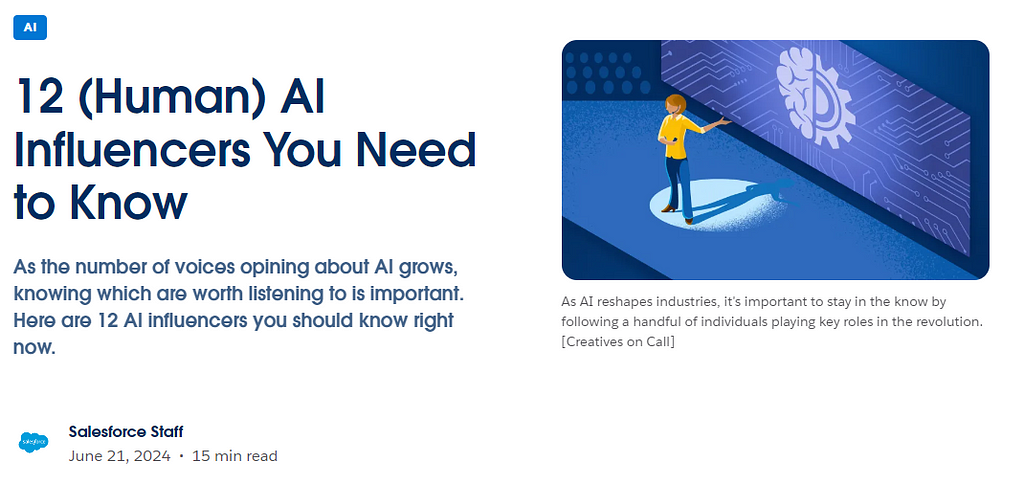 AI
12 (Human) AI
Influencers You Need
to Know
As the number of voices opining about AI grows,
knowing which are worth listening to is important.
Here are 12 AI influencers you should know right
now.
salesforce
Salesforce Staff
June 21, 2024 • 15 min read
As AI reshapes industries, it's important to stay in the know by
following a handful of individuals playing key roles in the revolution.
[Creatives on Call]